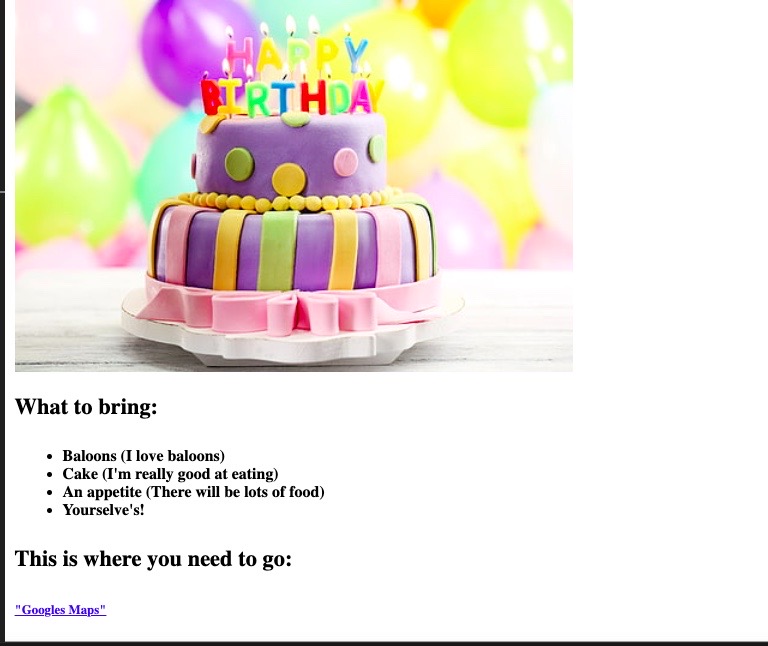 HAPPY
BIRTHDAY
What to bring:
Baloons (I love baloons)
Cake (I'm really good at eating)
An appetite (There will be lots of food)
Yourselve's!
This is where you need to go:
"Googles Maps"